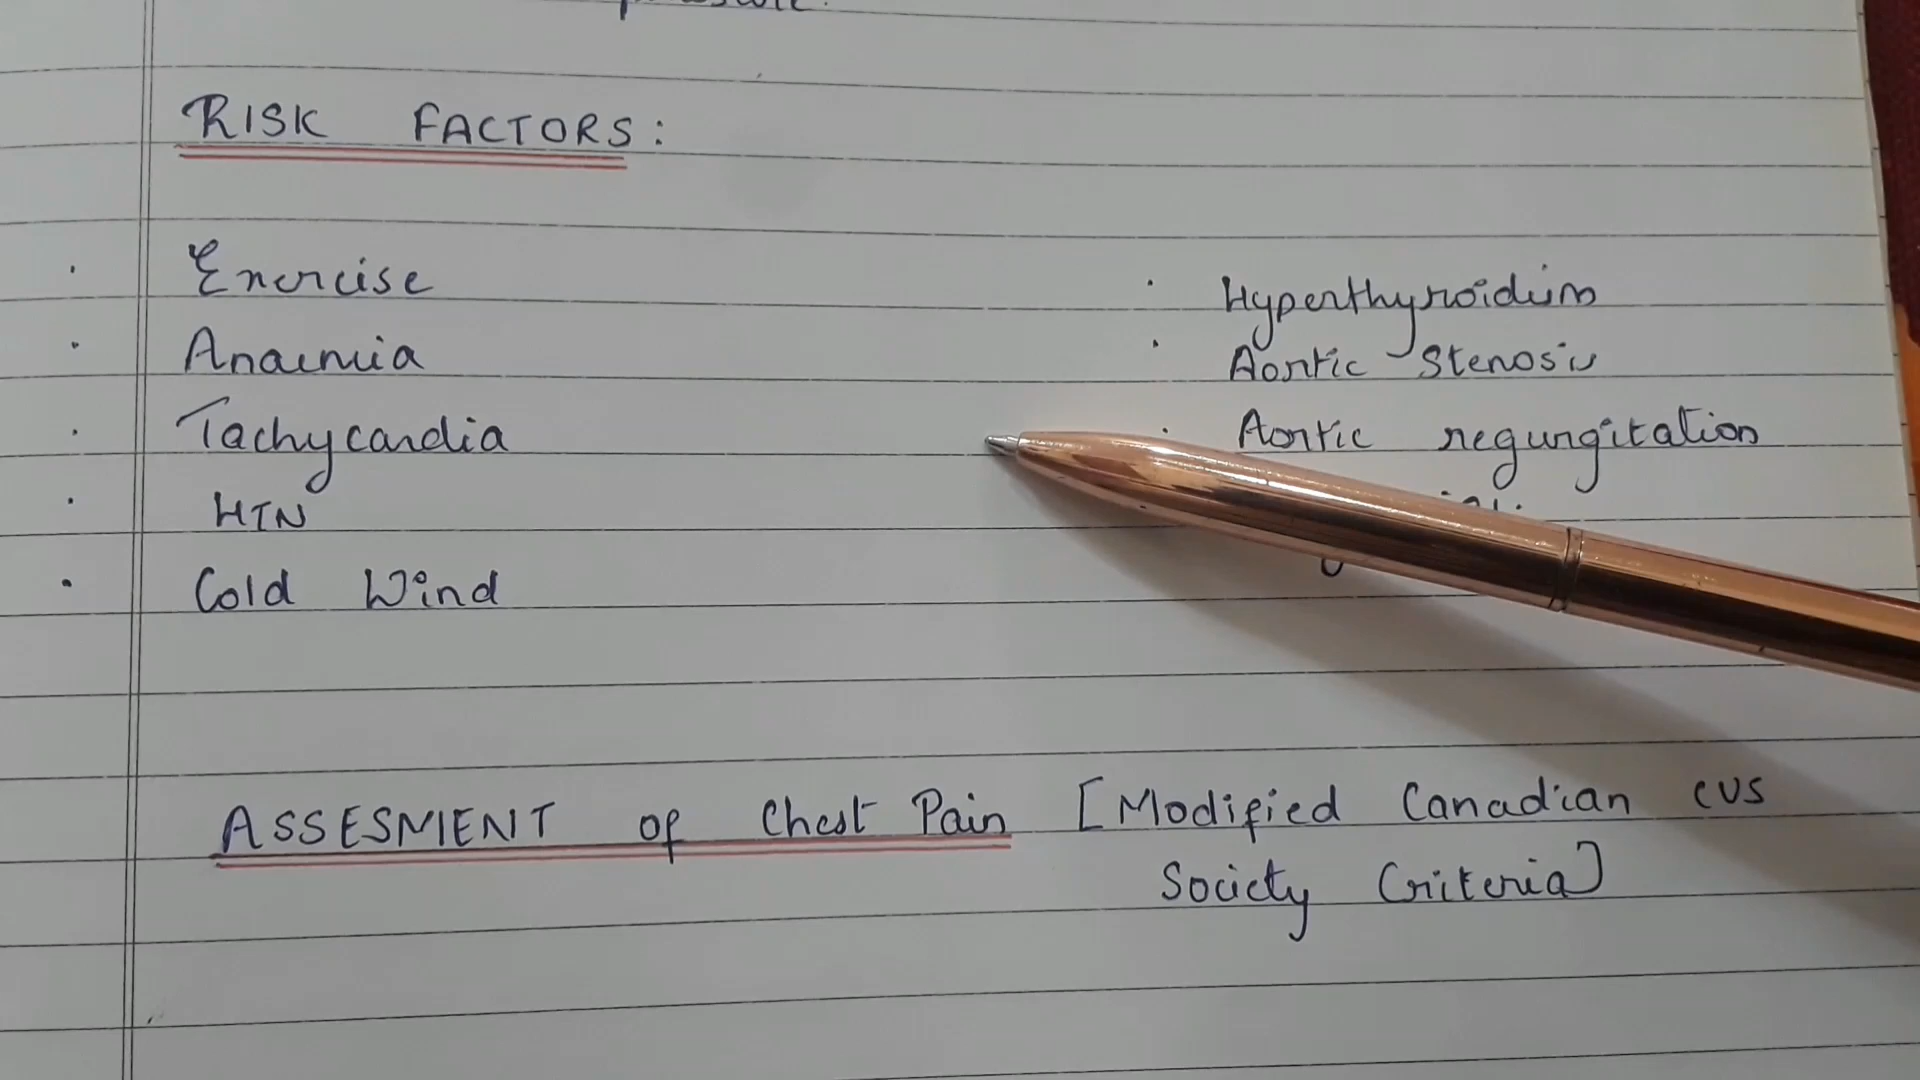 RISK FACTORS:
· Exercise
· Anaemia
· Tachycardia
· HTN
· Cold Wind
· Hyperthyroidism
· Aortic Stenosis
· Aortic regurgitation
ASSESMENT of Chest Pain [Modified Canadian CVS
Society Criteria]